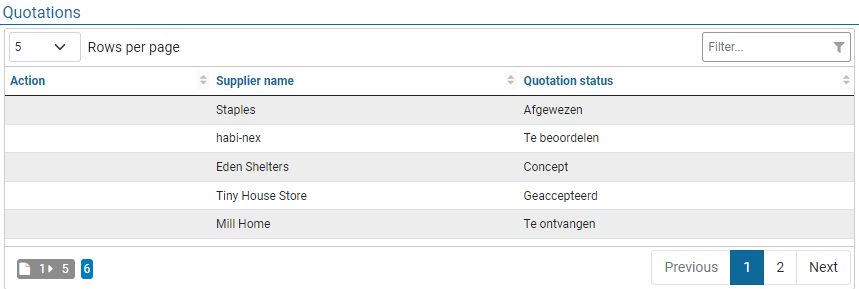 Quotations
5 Rows per page Filter...
Action Supplier name Quotation status
Staples Afgewezen
habi-nex Te beoordelen
Eden Shelters Concept
Tiny House Store Geaccepteerd
Mill Home Te ontvangen
1 5 6 Previous 1 2 Next